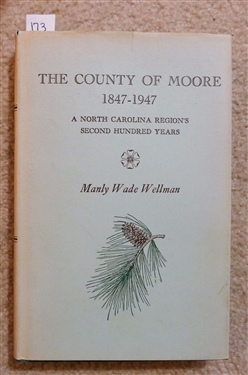 173
THE COUNTY OF MOORE
1847-1947
A NORTH CAROLINA REGION'S
SECOND HUNDRED YEARS
Manly Wade Wellman